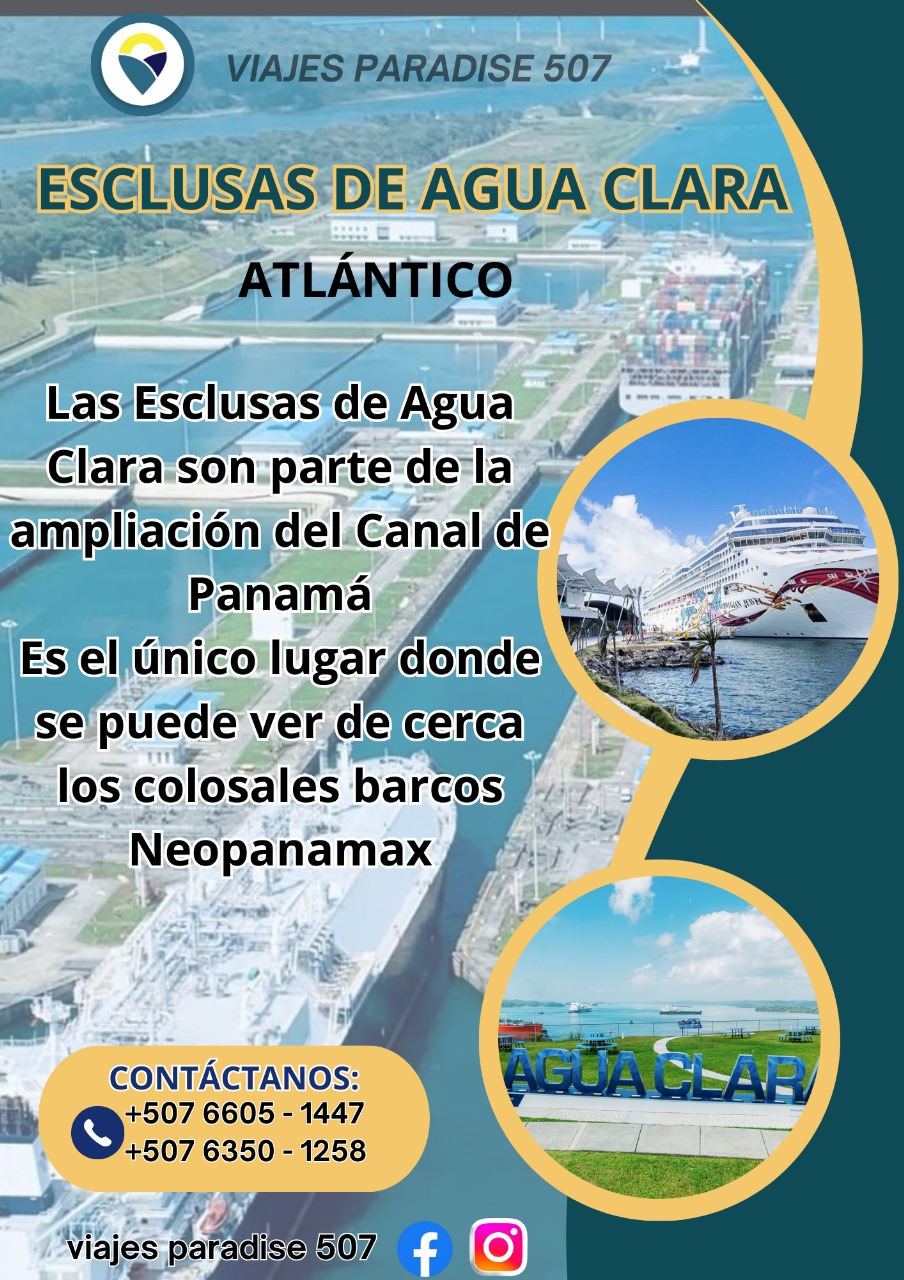 VIAJES PARADISE 507
ESCLUSAS DE AGUA CLARA
ATLÁNTICO
Las Esclusas de Agua
Clara son parte de la
ampliación del Canal de
Panamá
Es el único lugar donde
se puede ver de cerca
los colosales barcos
Neopanamax
AGUA CLARA
CONTÁCTANOS:
+507 6605 - 1447
+507 6350 - 1258
viajes paradise 507